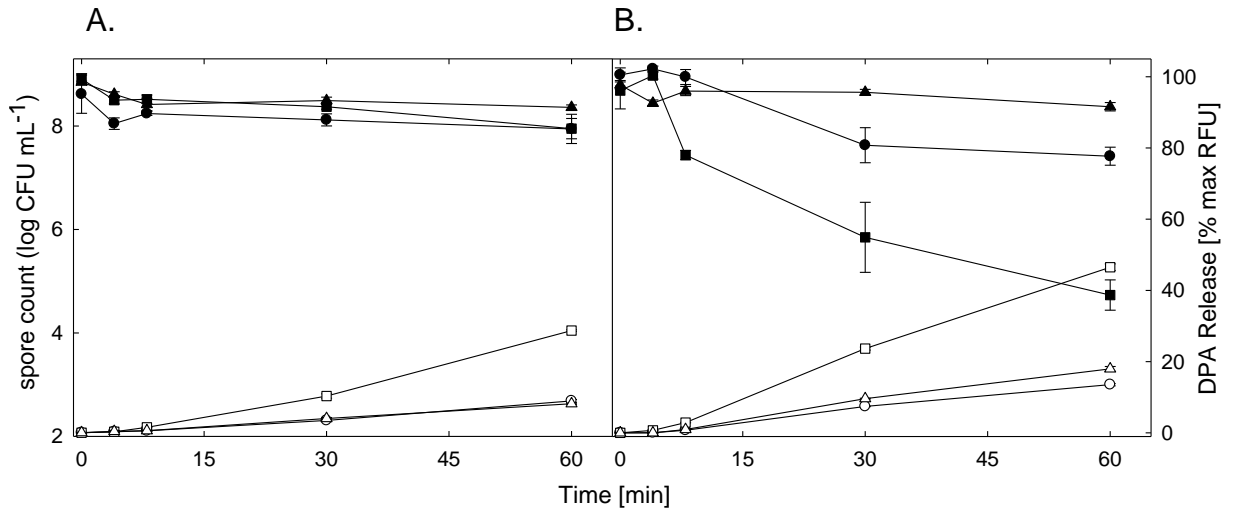 A. B.
spore count (log CFU mL⁻¹)
8
6
4
2
100
80
60
40
20
0
DPA Release [% max RFU]
0 15 30 45 60 0 15 30 45 60
Time [min]